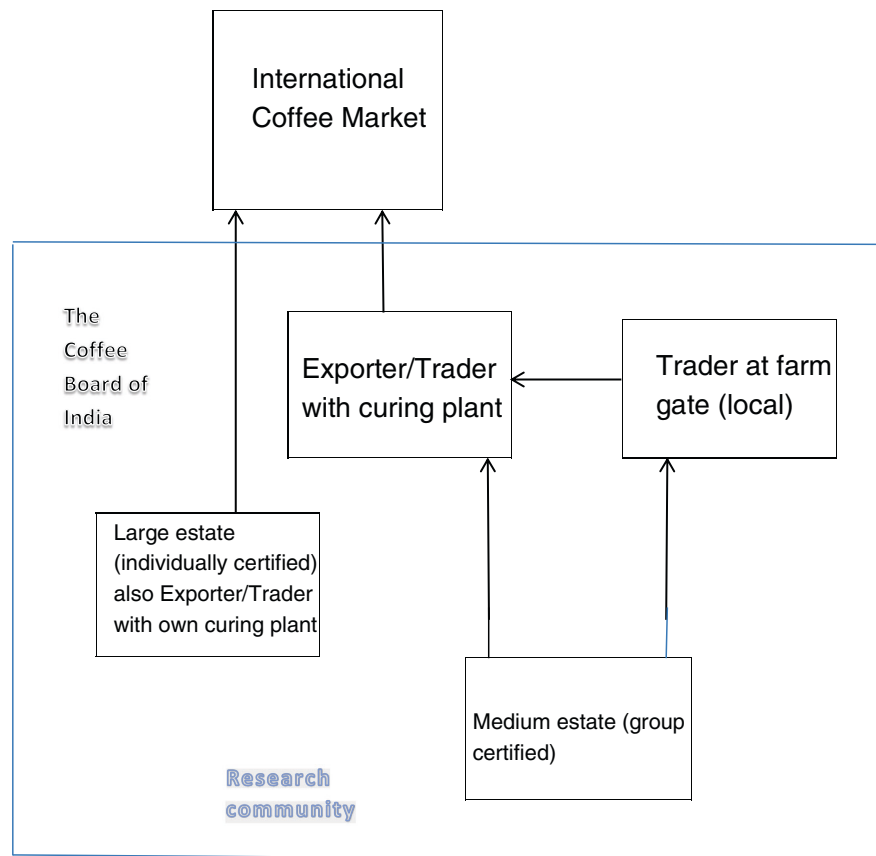 International
Coffee Market
The
Coffee
Board of
India
Exporter/Trader
with curing plant
Trader at farm
gate (local)
Large estate
(individually certified)
also Exporter/Trader
with own curing plant
Medium estate (group
certified)
Research
community